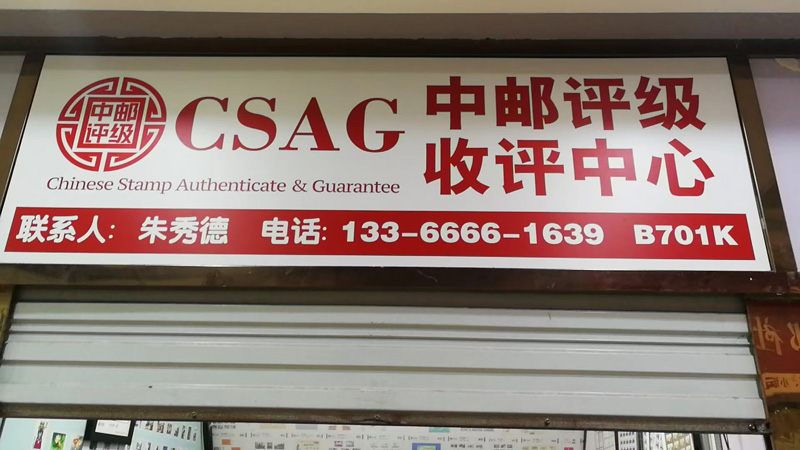 中邮
评级
CSAG
Chinese Stamp Authenticate & Guarantee
中邮评级
收评中心
联系人: 朱秀德 电话: 133-6666-1639 B701K